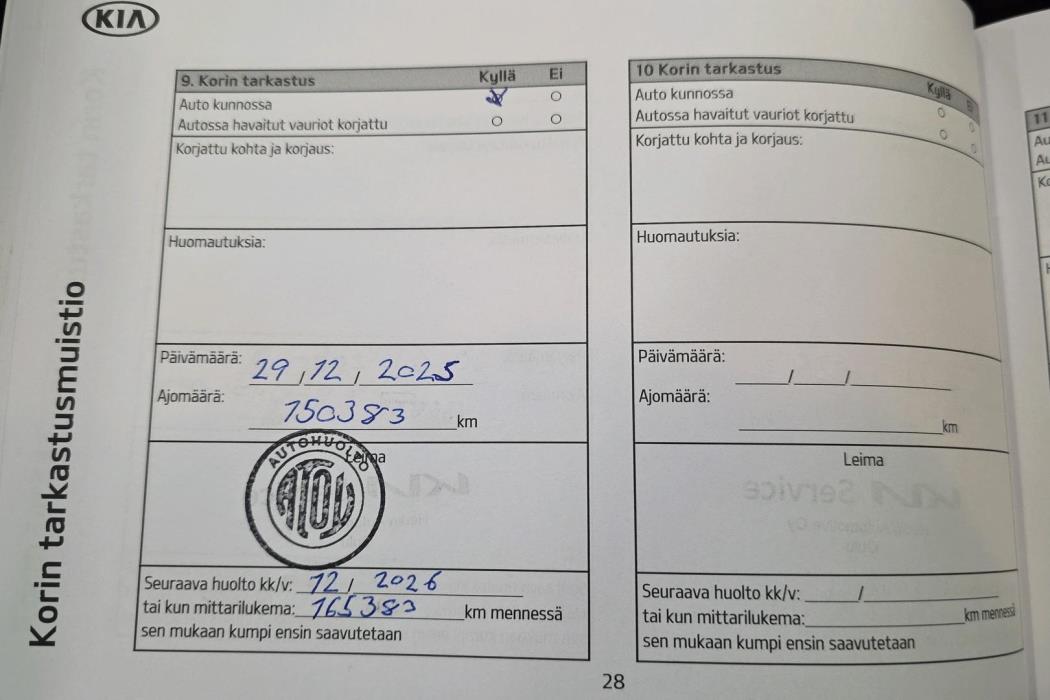 KIA
Korin tarkastusmuistio
9. Korin tarkastus Kyllä Ei
Auto kunnossa
Autossa havaitut vauriot korjattu
Korjattu kohta ja korjaus:
Huomautuksia:
Päivämäärä: 29 / 12 / 2025
Ajomäärä: 150383 km
Leima
AUTOHUOLTO
ATOY
Seuraava huolto kk/v: 12 / 2026
tai kun mittarilukema: 165383 km mennessä
sen mukaan kumpi ensin saavutetaan
10 Korin tarkastus Kyllä Ei
Auto kunnossa
Autossa havaitut vauriot korjattu
Korjattu kohta ja korjaus:
Huomautuksia:
Päivämäärä: / /
Ajomäärä: km
Leima
Seuraava huolto kk/v: /
tai kun mittarilukema: km mennessä
sen mukaan kumpi ensin saavutetaan
28
11